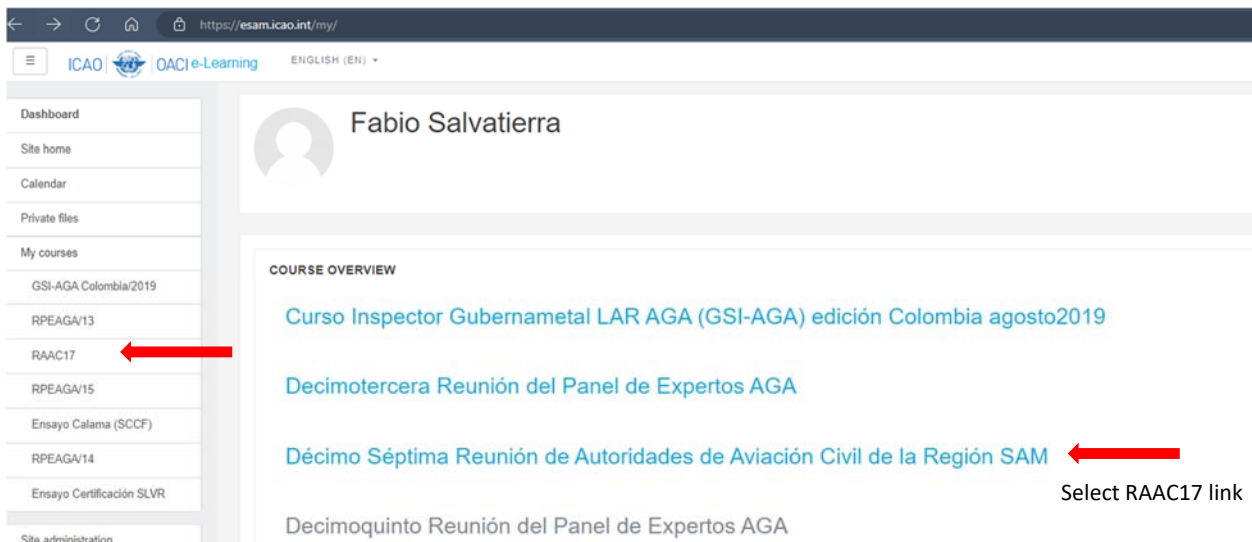 https://esam.icao.int/my/
ICAO OACI e-Learning ENGLISH (EN)
Dashboard
Site home
Calendar
Private files
My courses
GSI-AGA Colombia/2019
RPEAGA/13
RAAC17
RPEAGA/15
Ensayo Calama (SCCF)
RPEAGA/14
Ensayo Certificación SLVR
Site administration
Fabio Salvatierra
COURSE OVERVIEW
Curso Inspector Gubernametal LAR AGA (GSI-AGA) edición Colombia agosto2019
Decimotercera Reunión del Panel de Expertos AGA
Décimo Séptima Reunión de Autoridades de Aviación Civil de la Región SAM
Select RAAC17 link
Decimoquinto Reunión del Panel de Expertos AGA